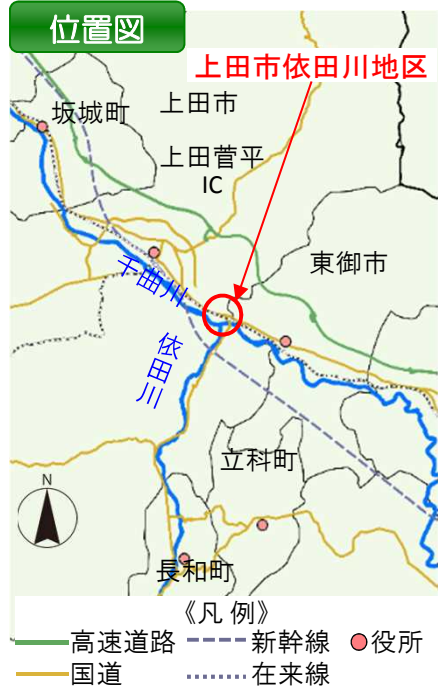 位置図
上田市依田川地区
坂城町
上田市
上田菅平
IC
東御市
千曲川
依田川
立科町
N
長和町
《凡 例》
高速道路
新幹線
役所
国道
在来線